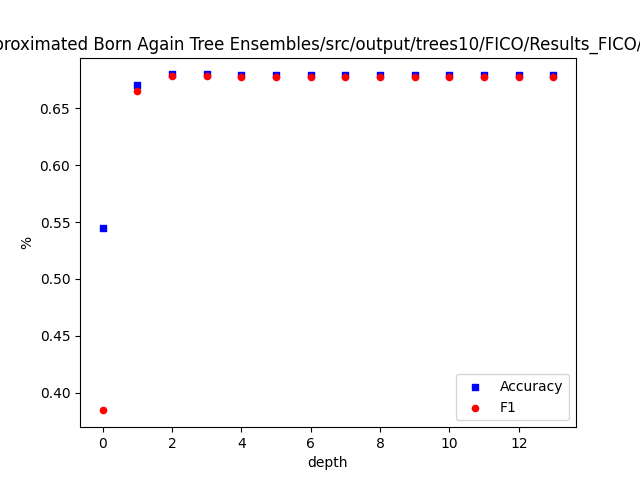 Born Again Tree Ensembles/src/output/trees10/FICO/Results_FICO/
0.65
0.60
0.55
0.50
0.45
0.40
%
0 2 4 6 8 10 12
depth
Accuracy
F1